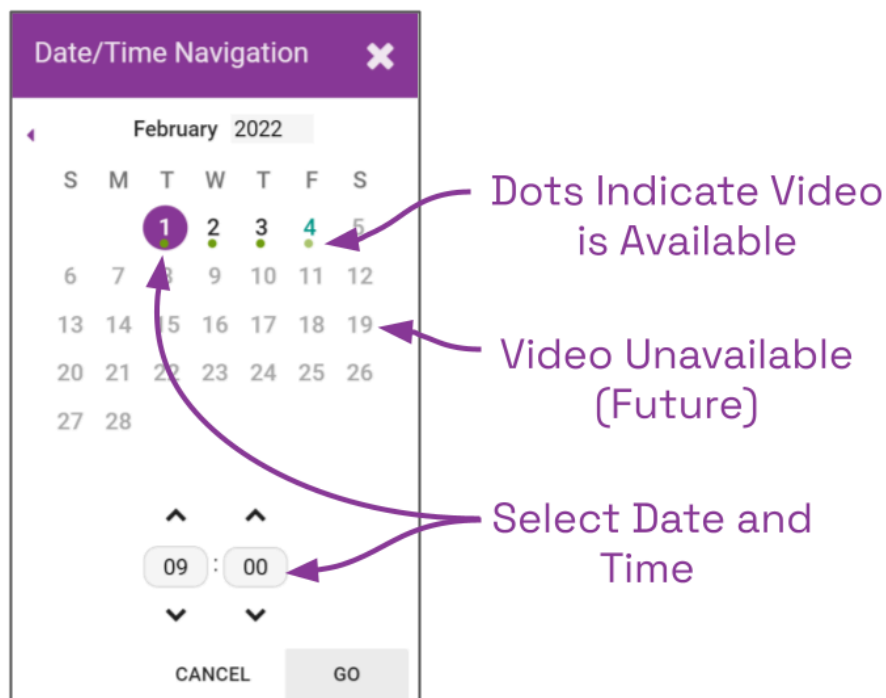 Date/Time Navigation
February 2022
S M T W T F S
1 2 3 4 5
6 7 8 9 10 11 12
13 14 15 16 17 18 19
20 21 22 23 24 25 26
27 28
09 : 00
CANCEL GO
Dots Indicate Video
is Available
Video Unavailable
(Future)
Select Date and
Time